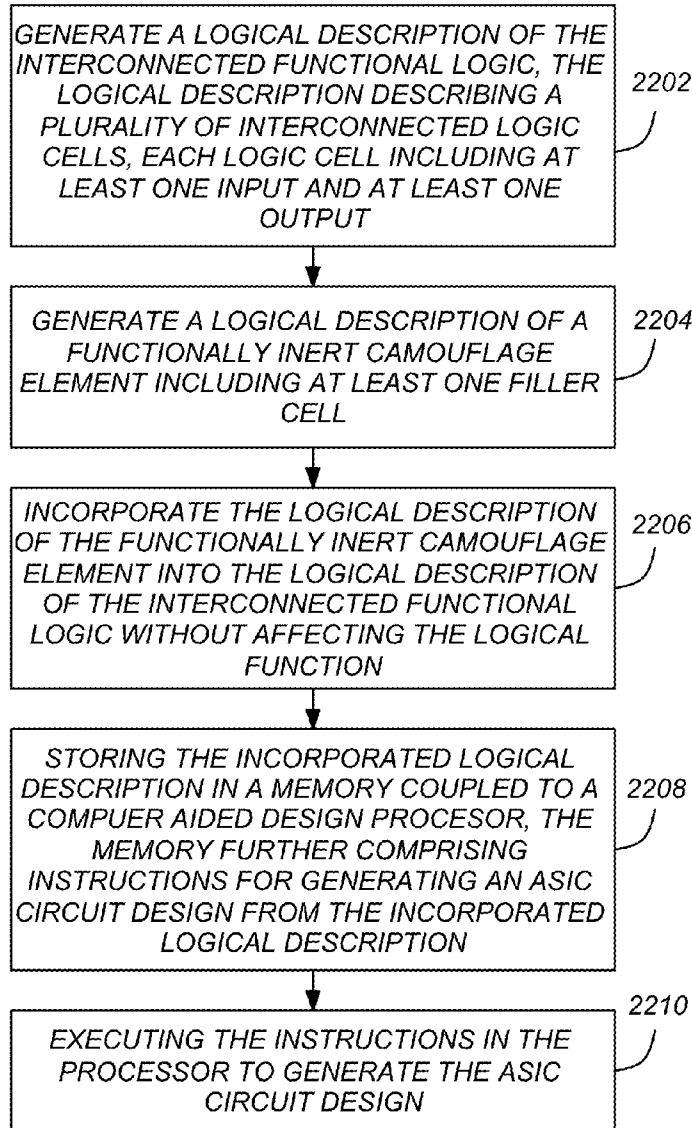 GENERATE A LOGICAL DESCRIPTION OF THE
INTERCONNECTED FUNCTIONAL LOGIC, THE
LOGICAL DESCRIPTION DESCRIBING A
PLURALITY OF INTERCONNECTED LOGIC
CELLS, EACH LOGIC CELL INCLUDING AT
LEAST ONE INPUT AND AT LEAST ONE
OUTPUT
2202
GENERATE A LOGICAL DESCRIPTION OF A
FUNCTIONALLY INERT CAMOUFLAGE
ELEMENT INCLUDING AT LEAST ONE FILLER
CELL
2204
INCORPORATE THE LOGICAL DESCRIPTION
OF THE FUNCTIONALLY INERT CAMOUFLAGE
ELEMENT INTO THE LOGICAL DESCRIPTION
OF THE INTERCONNECTED FUNCTIONAL
LOGIC WITHOUT AFFECTING THE LOGICAL
FUNCTION
2206
STORING THE INCORPORATED LOGICAL
DESCRIPTION IN A MEMORY COUPLED TO A
COMPUER AIDED DESIGN PROCESOR, THE
MEMORY FURTHER COMPRISING
INSTRUCTIONS FOR GENERATING AN ASIC
CIRCUIT DESIGN FROM THE INCORPORATED
LOGICAL DESCRIPTION
2208
EXECUTING THE INSTRUCTIONS IN THE
PROCESSOR TO GENERATE THE ASIC
CIRCUIT DESIGN
2210